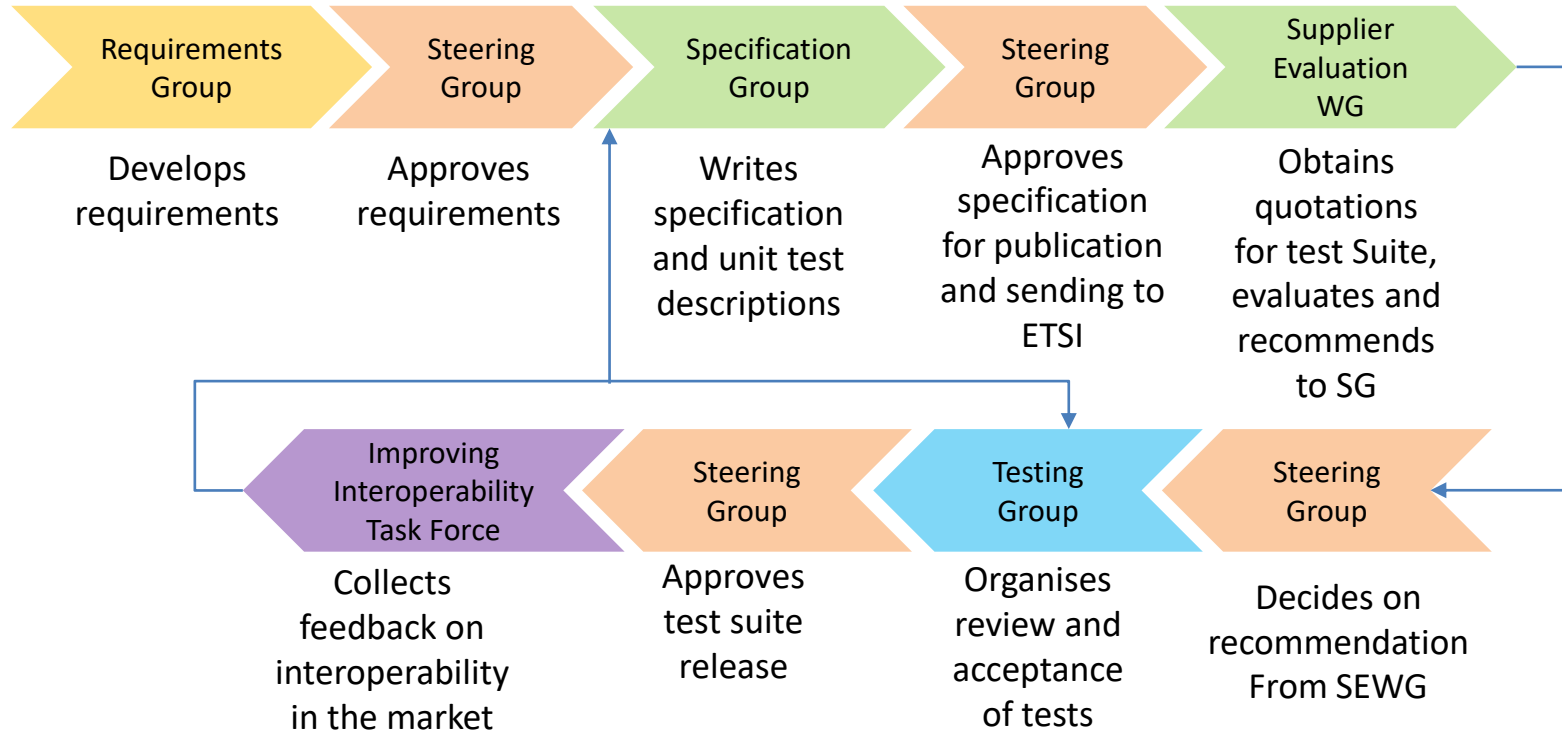 Requirements
Group
Steering
Group
Specification
Group
Steering
Group
Supplier
Evaluation
WG
Develops
requirements
Approves
requirements
Writes
specification
and unit test
descriptions
Approves
specification
for publication
and sending to
ETSI
Obtains
quotations
for test Suite,
evaluates and
recommends
to SG
Improving
Interoperability
Task Force
Steering
Group
Testing
Group
Steering
Group
Collects
feedback on
interoperability
in the market
Approves
test suite
release
Organises
review and
acceptance
of tests
Decides on
recommendation
From SEWG